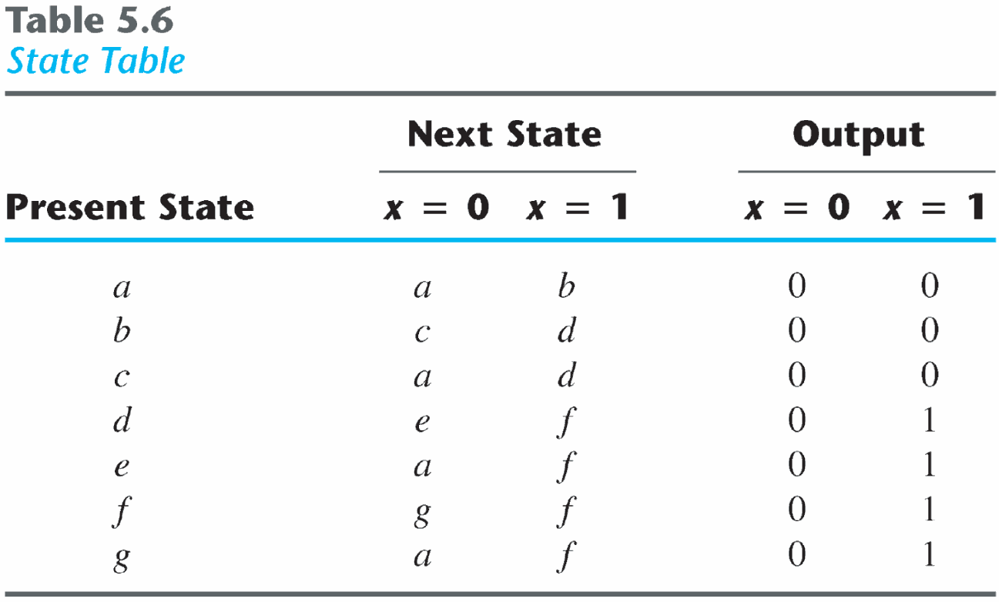 Table 5.6
State Table
Next State Output
Present State x = 0 x = 1 x = 0 x = 1
a a b 0 0
b c d 0 0
c a d 0 0
d e f 0 1
e a f 0 1
f g f 0 1
g a f 0 1